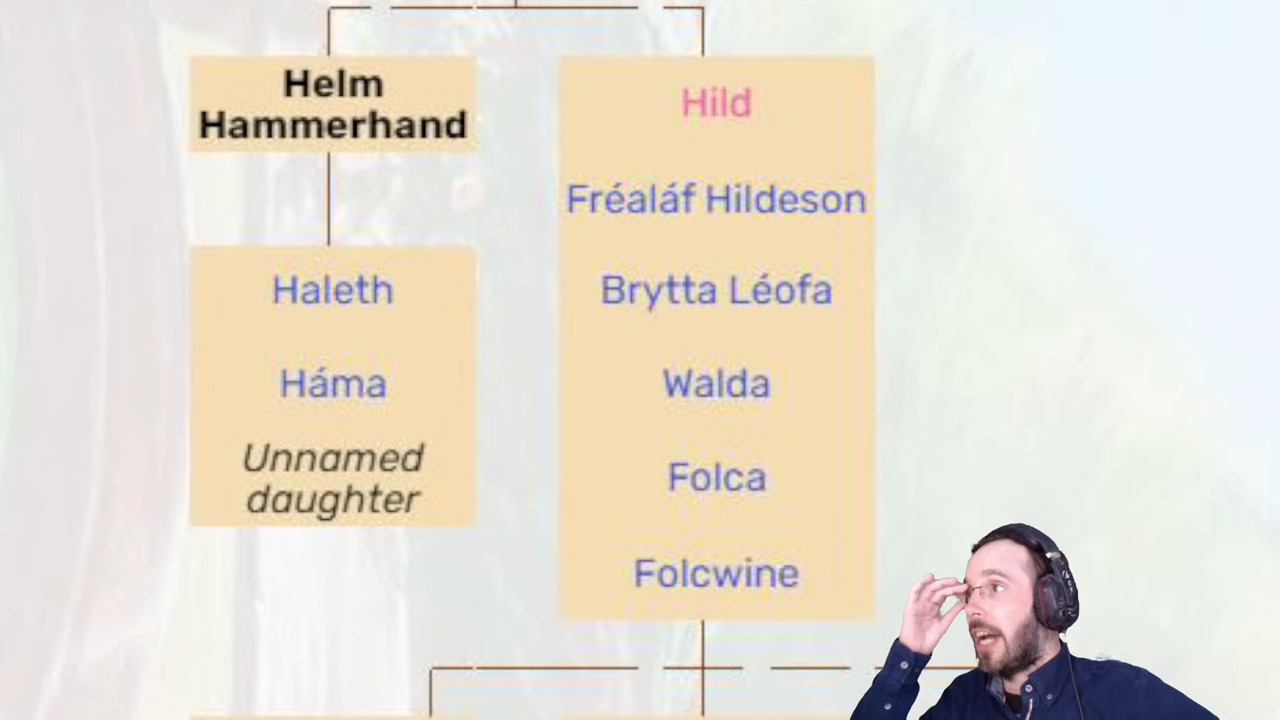 Helm
Hammerhand
Haleth
Háma
Unnamed
daughter
Hild
Fréaláf Hildeson
Brytta Léofa
Walda
Folca
Folcwine